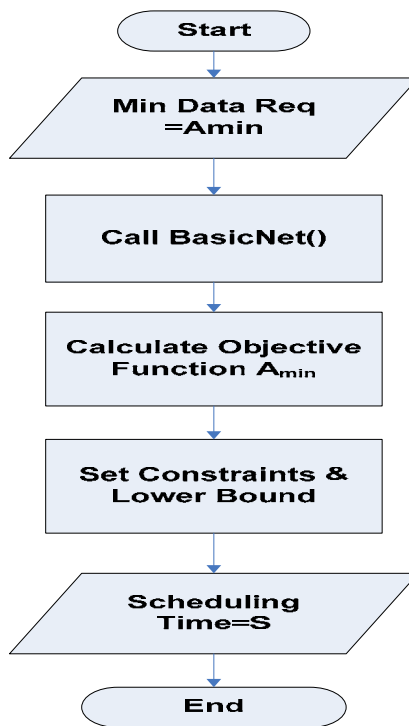 Start
Min Data Req
=Amin
Call BasicNet()
Calculate Objective
Function Amin
Set Constraints &
Lower Bound
Scheduling
Time=S
End